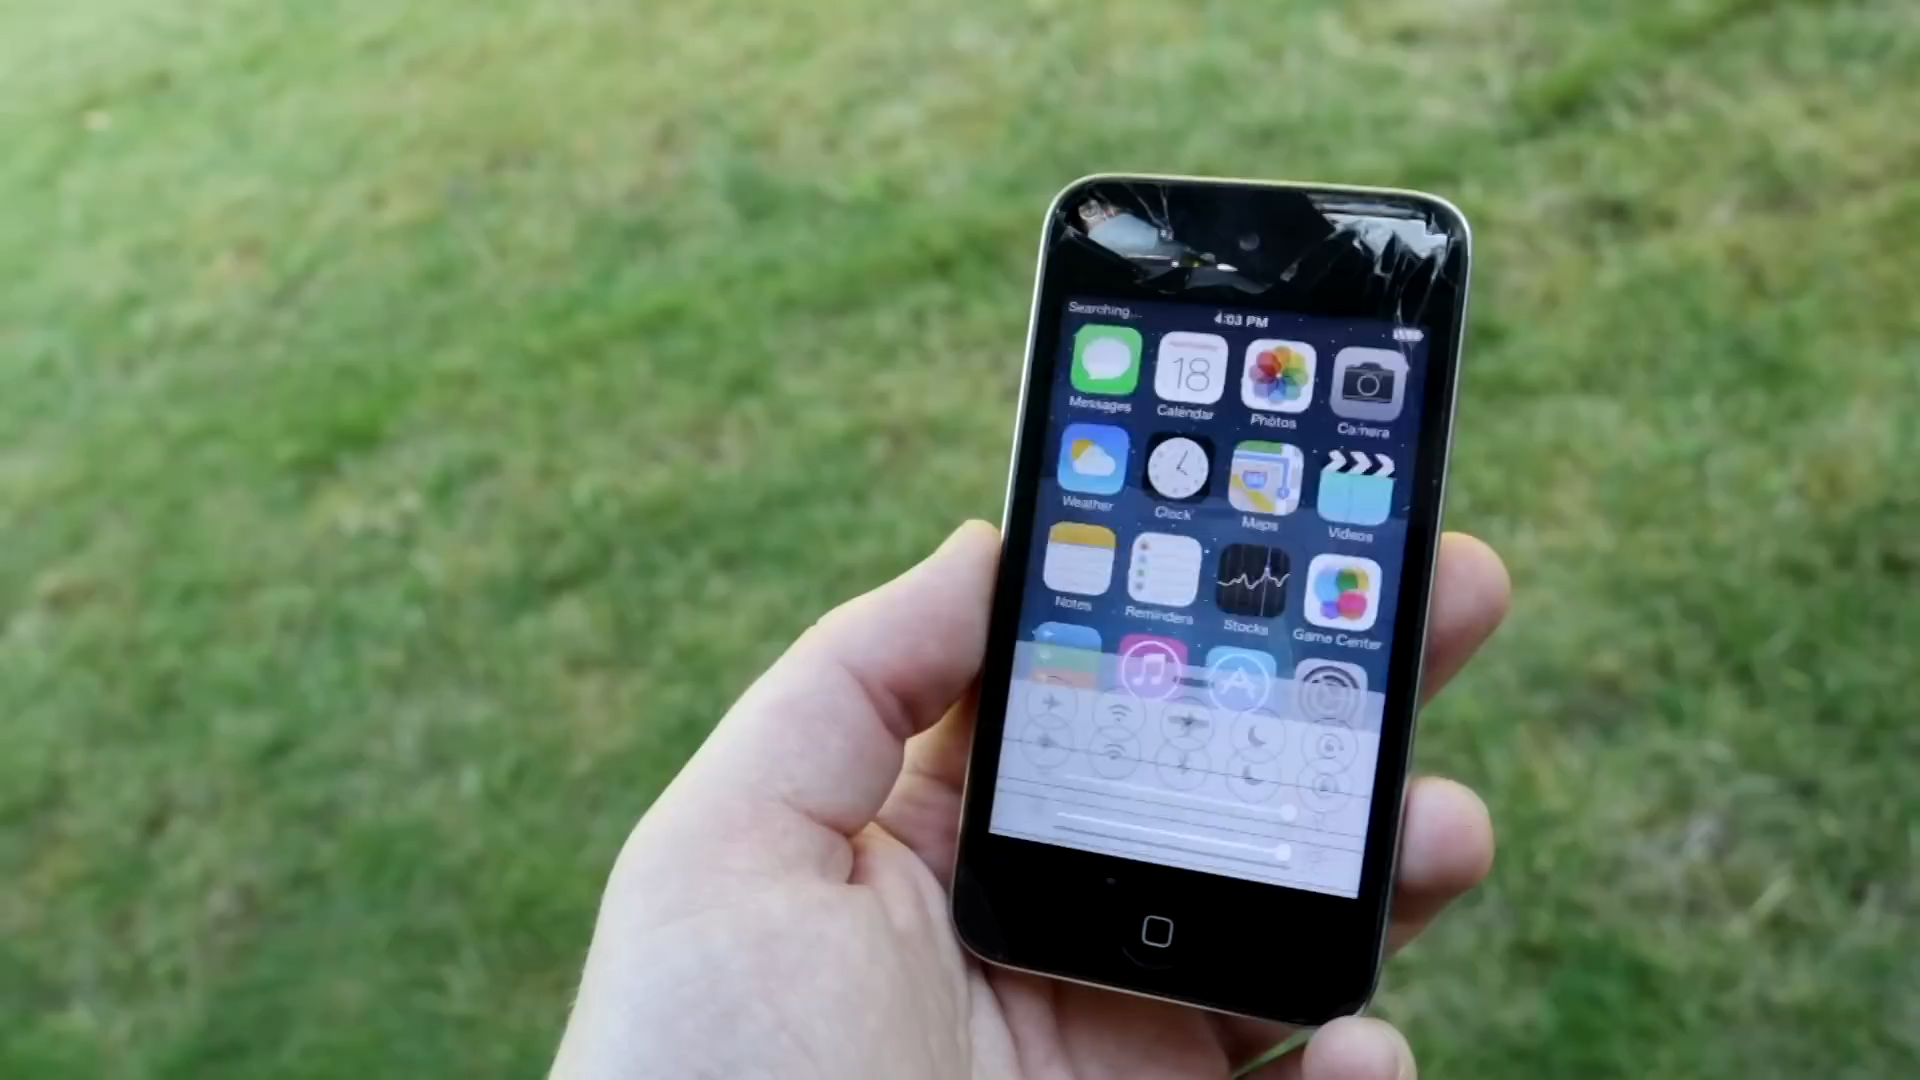 Searching...
4:03 PM
18
Messages
Calendar
Photos
Camera
Weather
Clock
Maps
Videos
Notes
Reminders
Stocks
Game Center